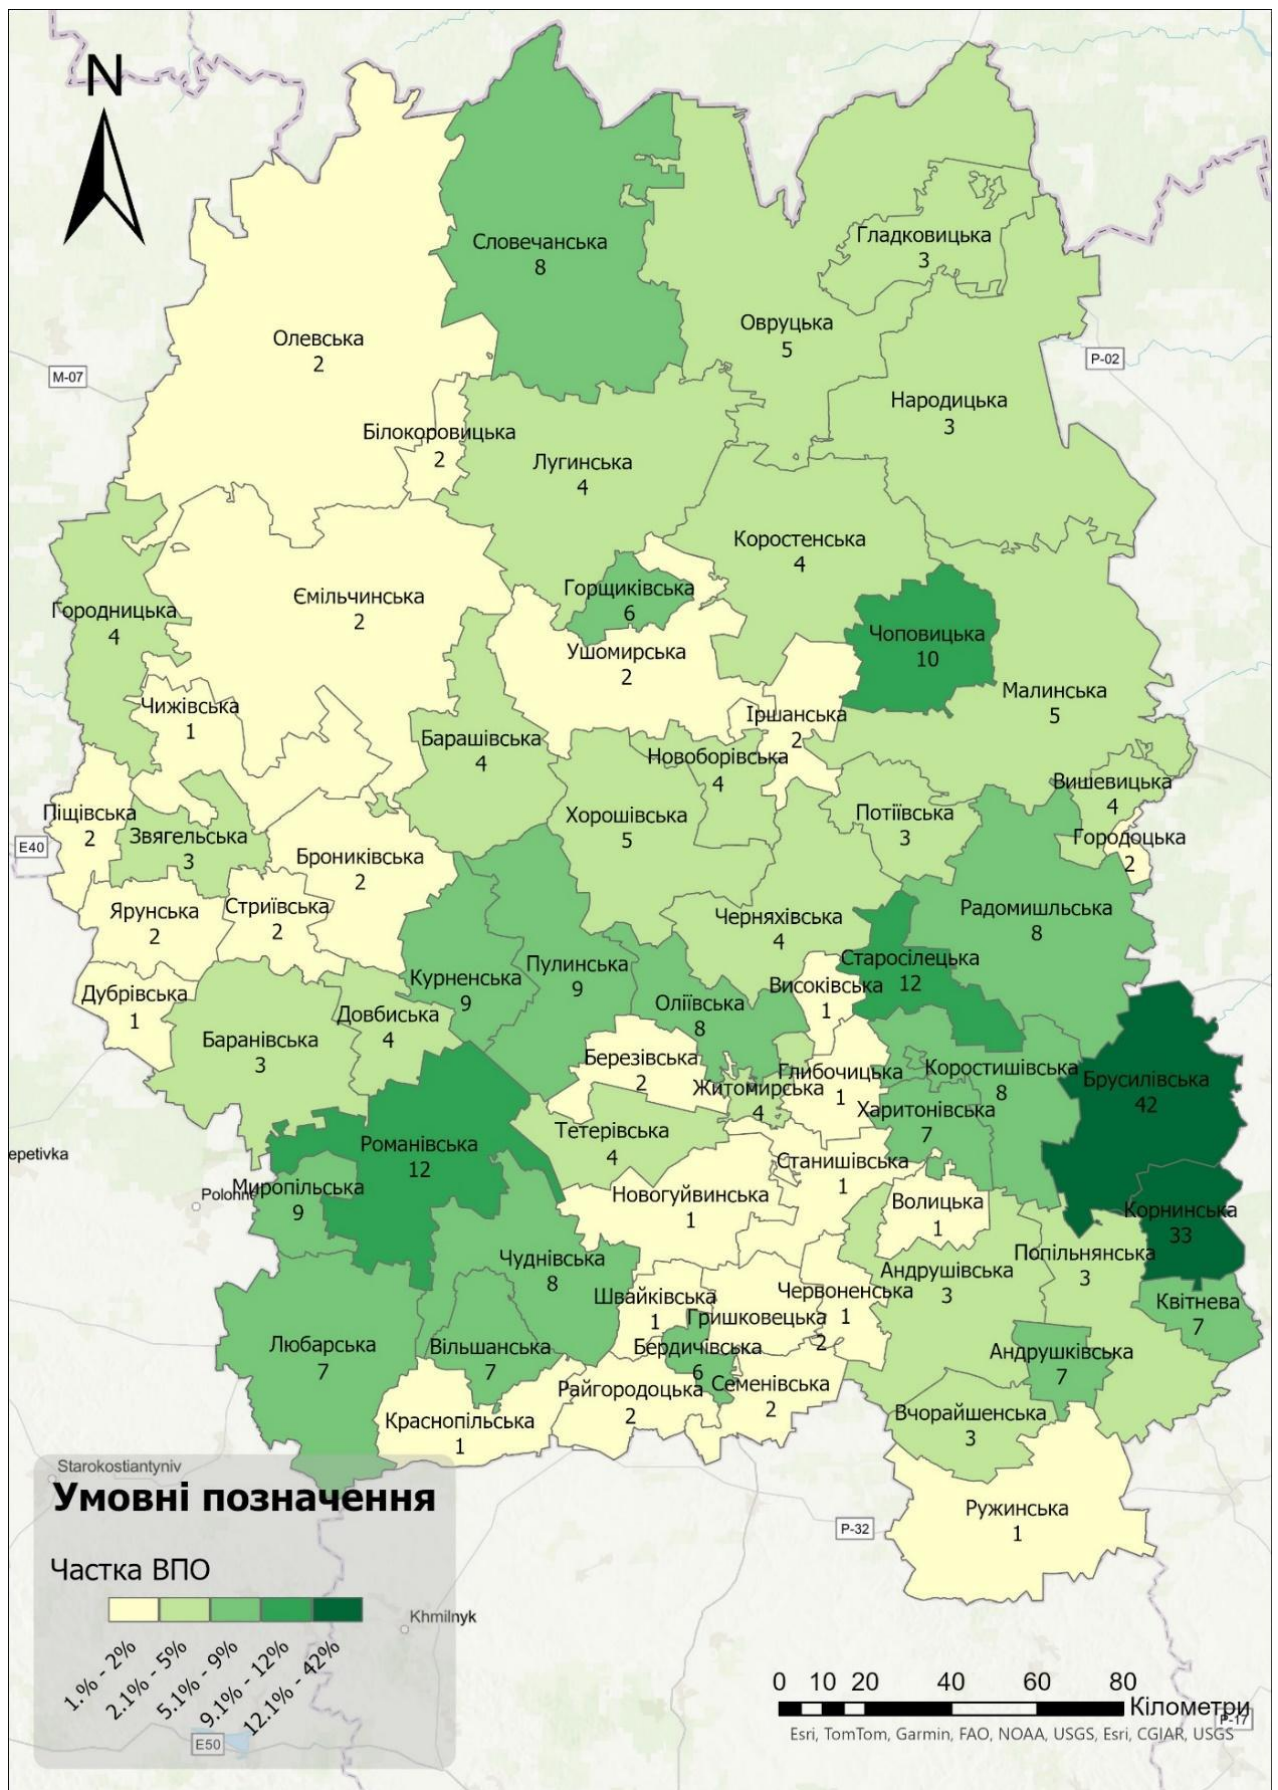 N
Словечанська
8
Гладковицька
3
Овруцька
5
Олевська
2
P-02
M-07
Народицька
3
Білокоровицька
2
Лугинська
4
Коростенська
4
Горщиківська
6
Ємільчинська
2
Городницька
4
Чоповицька
10
Ушомирська
2
Малинська
5
Чижівська
1
Іршанська
2
Барашівська
4
Новоборівська
4
Вишевицька
4
Піщівська
2
Хорошівська
5
Потіївська
3
Звягельська
3
Городоцька
2
E40
Брониківська
2
Ярунська
2
Стриївська
2
Радомишльська
8
Черняхівська
4
Старосілецька
12
Пулинська
9
Курненська
9
Високівська
1
Дубрівська
1
Оліївська
8
Довбиська
4
Баранівська
3
Березівська
2
Глибочицька
1
Коростишівська
8
Брусилівська
42
Житомирська
4
Харитонівська
7
Тетерівська
4
Романівська
12
epetivka
Станишівська
1
Миропільська
9
Polonne
Новогуйвинська
1
Волицька
1
Корнинська
33
Попільнянська
3
Чуднівська
8
Андрушівська
3
Червоненська
1
Швайківська
1
Квітнева
7
Гришковецька
2
Любарська
7
Вільшанська
7
Бердичівська
6
Андрушківська
7
Райгородоцька
2
Семенівська
2
Вчорайшенська
3
Краснопільська
1
Starokostiantyniv
Умовні позначення
Ружинська
1
P-32
Частка ВПО
Khmilnyk
1.% - 2%
2.1% - 5%
5.1% - 9%
9.1% - 12%
12.1% - 42%
0 10 20 40 60 80
Кілометри
P-17
Esri, TomTom, Garmin, FAO, NOAA, USGS, Esri, CGIAR, USGS
E50